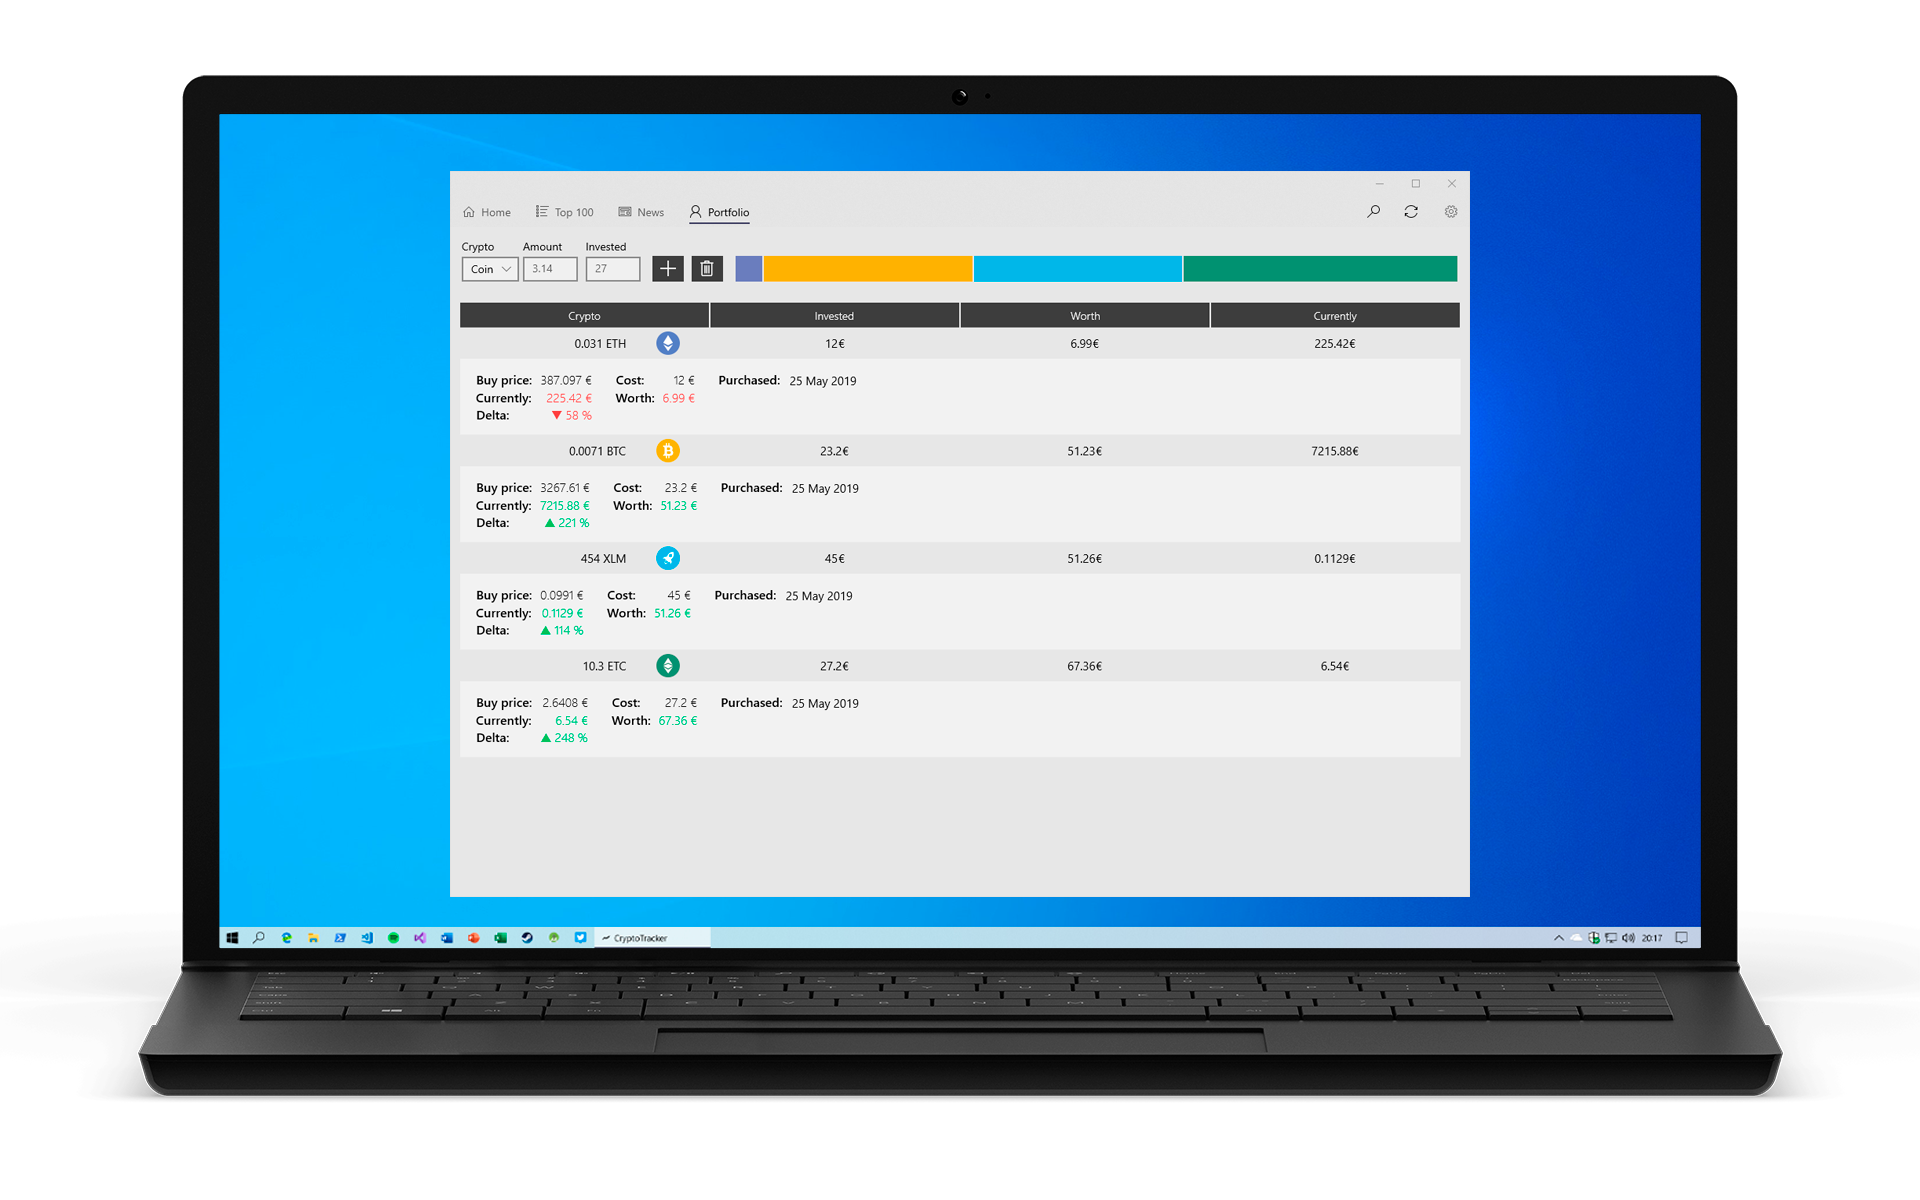 Home Top 100 News Portfolio
Crypto Amount Invested
Coin 3.14 27
Crypto Invested Worth Currently
0.031 ETH 12€ 6.99€ 225.42€
Buy price: 387.097 € Cost: 12 € Purchased: 25 May 2019
Currently: 225.42 € Worth: 6.99 €
Delta: ▼ 58 %
0.0071 BTC 23.2€ 51.23€ 7215.88€
Buy price: 3267.61 € Cost: 23.2 € Purchased: 25 May 2019
Currently: 7215.88 € Worth: 51.23 €
Delta: ▲ 221 %
454 XLM 45€ 51.26€ 0.1129€
Buy price: 0.0991 € Cost: 45 € Purchased: 25 May 2019
Currently: 0.1129 € Worth: 51.26 €
Delta: ▲ 114 %
10.3 ETC 27.2€ 67.36€ 6.54€
Buy price: 2.6408 € Cost: 27.2 € Purchased: 25 May 2019
Currently: 6.54 € Worth: 67.36 €
Delta: ▲ 248 %
CryptoTracker 20:17